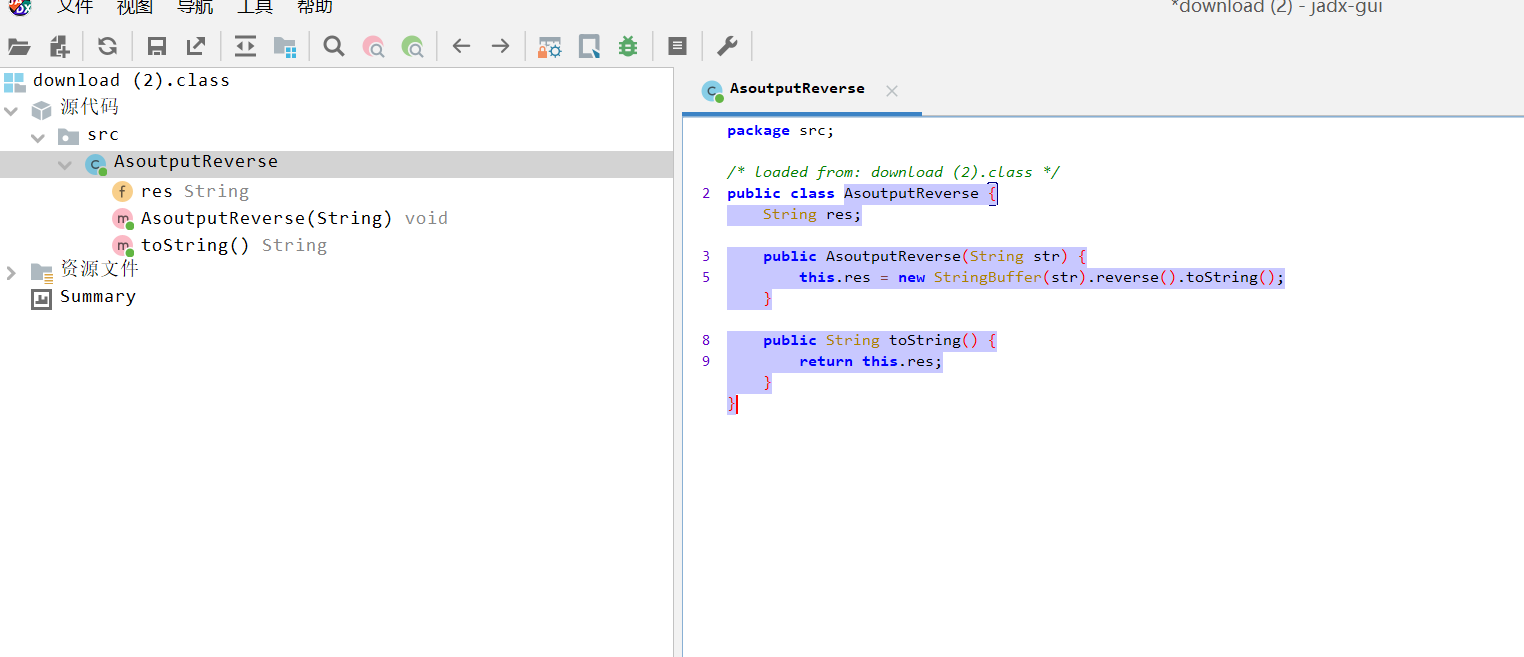 文件 视图 导航 工具 帮助 *download (2) - jadx-gui
download (2).class
源代码
src
AsoutputReverse
f res String
m AsoutputReverse(String) void
m toString() String
资源文件
Summary
C AsoutputReverse
package src;
/* loaded from: download (2).class */
2 public class AsoutputReverse {
String res;
3 public AsoutputReverse(String str) {
5 this.res = new StringBuffer(str).reverse().toString();
}
8 public String toString() {
9 return this.res;
}
}